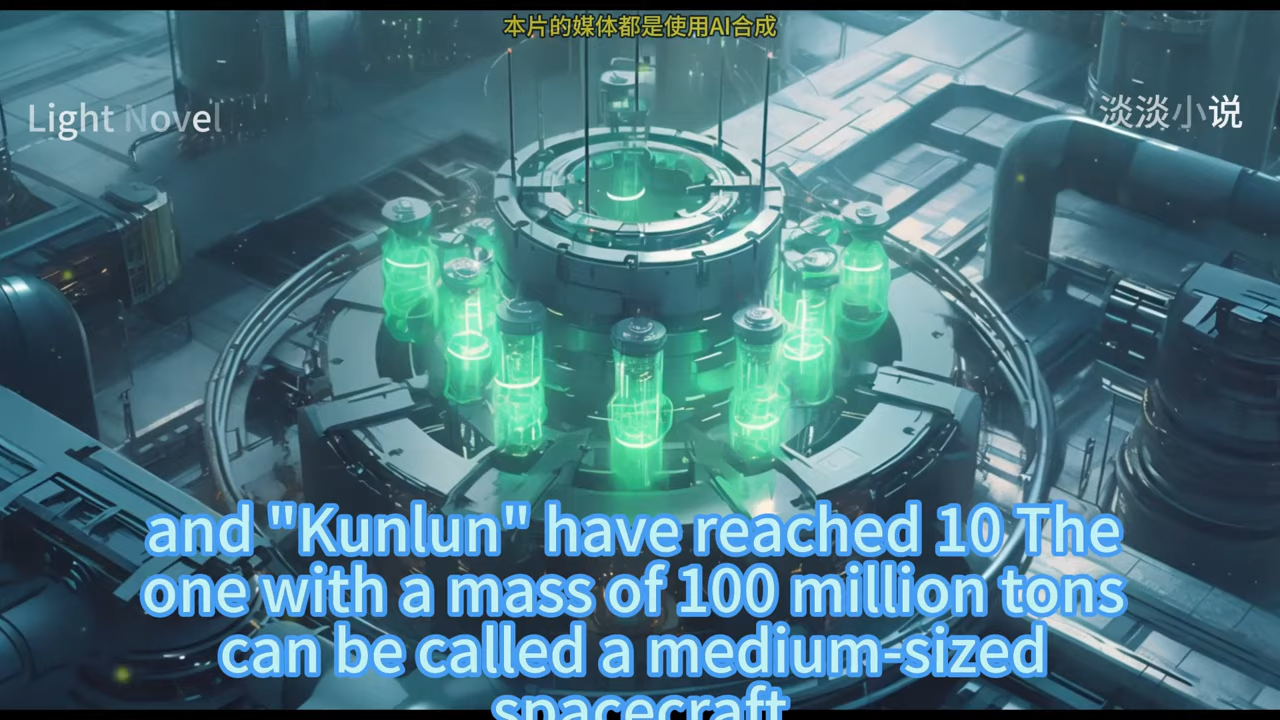 本片的媒体都是使用AI合成
Light Novel
淡淡小说
and "Kunlun" have reached 10 The
one with a mass of 100 million tons
can be called a medium-sized
spacecraft